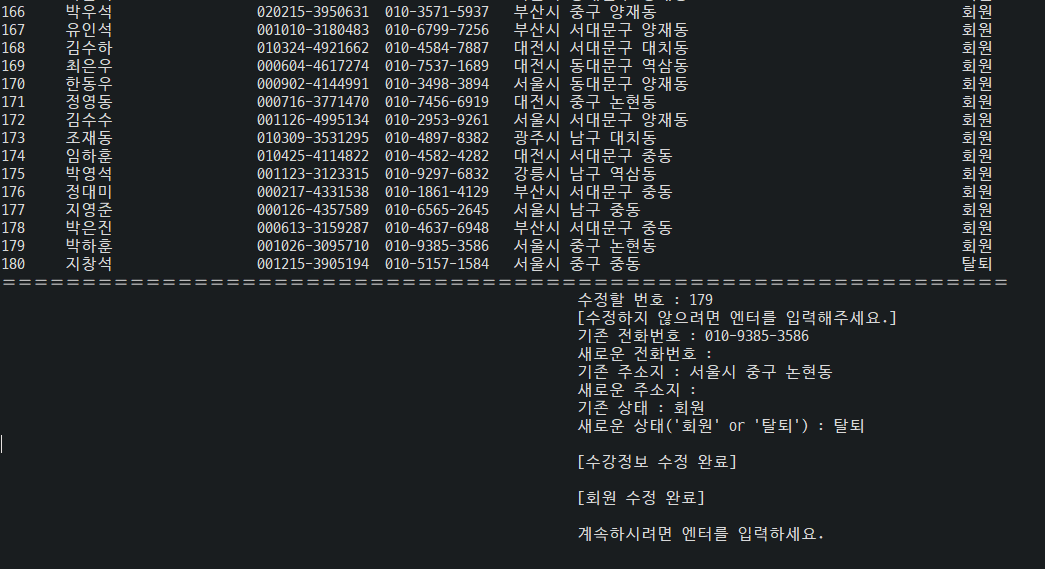 166 박우석 020215-3950631 010-3571-5937 부산시 중구 양재동 회원
167 유인석 001010-3180483 010-6799-7256 부산시 서대문구 양재동 회원
168 김수하 010324-4921662 010-4584-7887 대전시 서대문구 대치동 회원
169 최은우 000604-4617274 010-7537-1689 대전시 동대문구 역삼동 회원
170 한동우 000902-4144991 010-3498-3894 서울시 동대문구 양재동 회원
171 정영동 000716-3771470 010-7456-6919 대전시 중구 논현동 회원
172 김수수 001126-4995134 010-2953-9261 서울시 서대문구 양재동 회원
173 조재동 010309-3531295 010-4897-8382 광주시 남구 대치동 회원
174 임하훈 010425-4114822 010-4582-4282 대전시 서대문구 중동 회원
175 박영석 001123-3123315 010-9297-6832 강릉시 남구 역삼동 회원
176 정대미 000217-4331538 010-1861-4129 부산시 서대문구 중동 회원
177 지영준 000126-4357589 010-6565-2645 서울시 남구 중동 회원
178 박은진 000613-3159287 010-4637-6948 부산시 서대문구 중동 회원
179 박하훈 001026-3095710 010-9385-3586 서울시 중구 논현동 회원
180 지창석 001215-3905194 010-5157-1584 서울시 중구 중동 탈퇴
===============================================================
수정할 번호 : 179
[수정하지 않으려면 엔터를 입력해주세요.]
기존 전화번호 : 010-9385-3586
새로운 전화번호 :
기존 주소지 : 서울시 중구 논현동
새로운 주소지 :
기존 상태 : 회원
새로운 상태('회원' or '탈퇴') : 탈퇴
[수강정보 수정 완료]
[회원 수정 완료]
계속하시려면 엔터를 입력하세요.